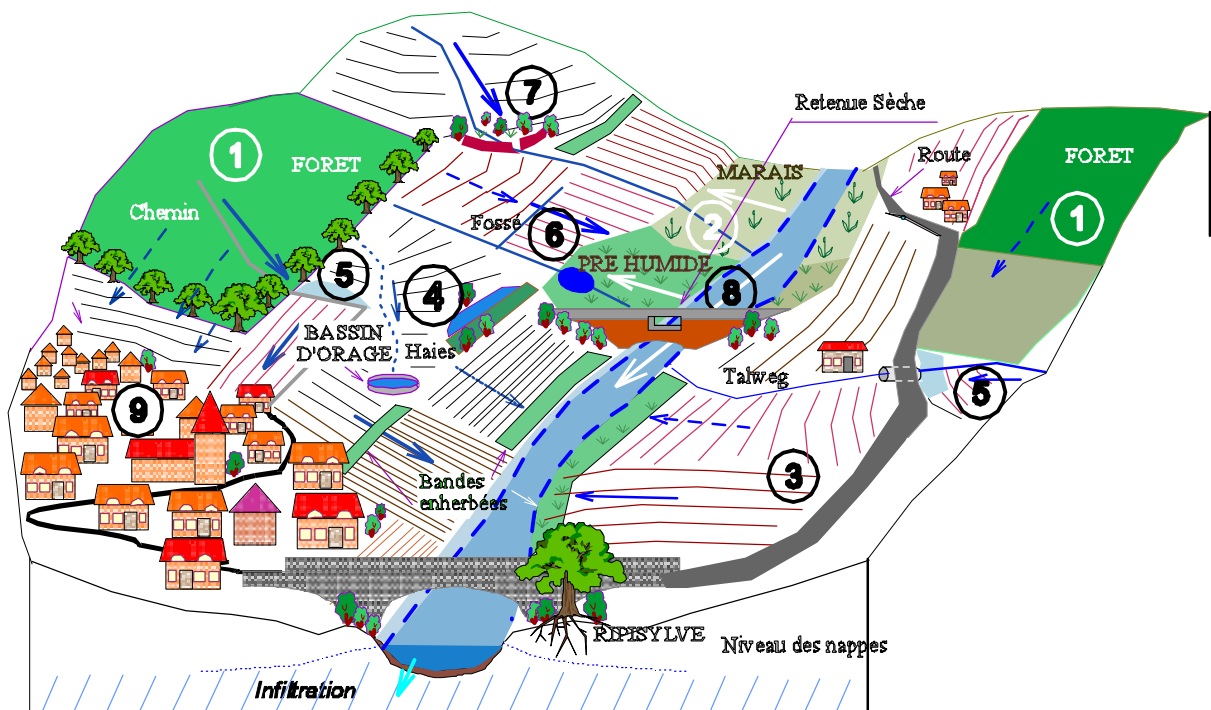 7
Retenue Sèche
1
FORET
Route
FORET
MARAIS
Chemin
1
Fossé
2
6
PRE HUMIDE
5
4
8
BASSIN
D'ORAGE
Haies
Talweg
5
9
3
Bandes
enherbées
RIPISYLVE
Niveau des nappes
Infiltration